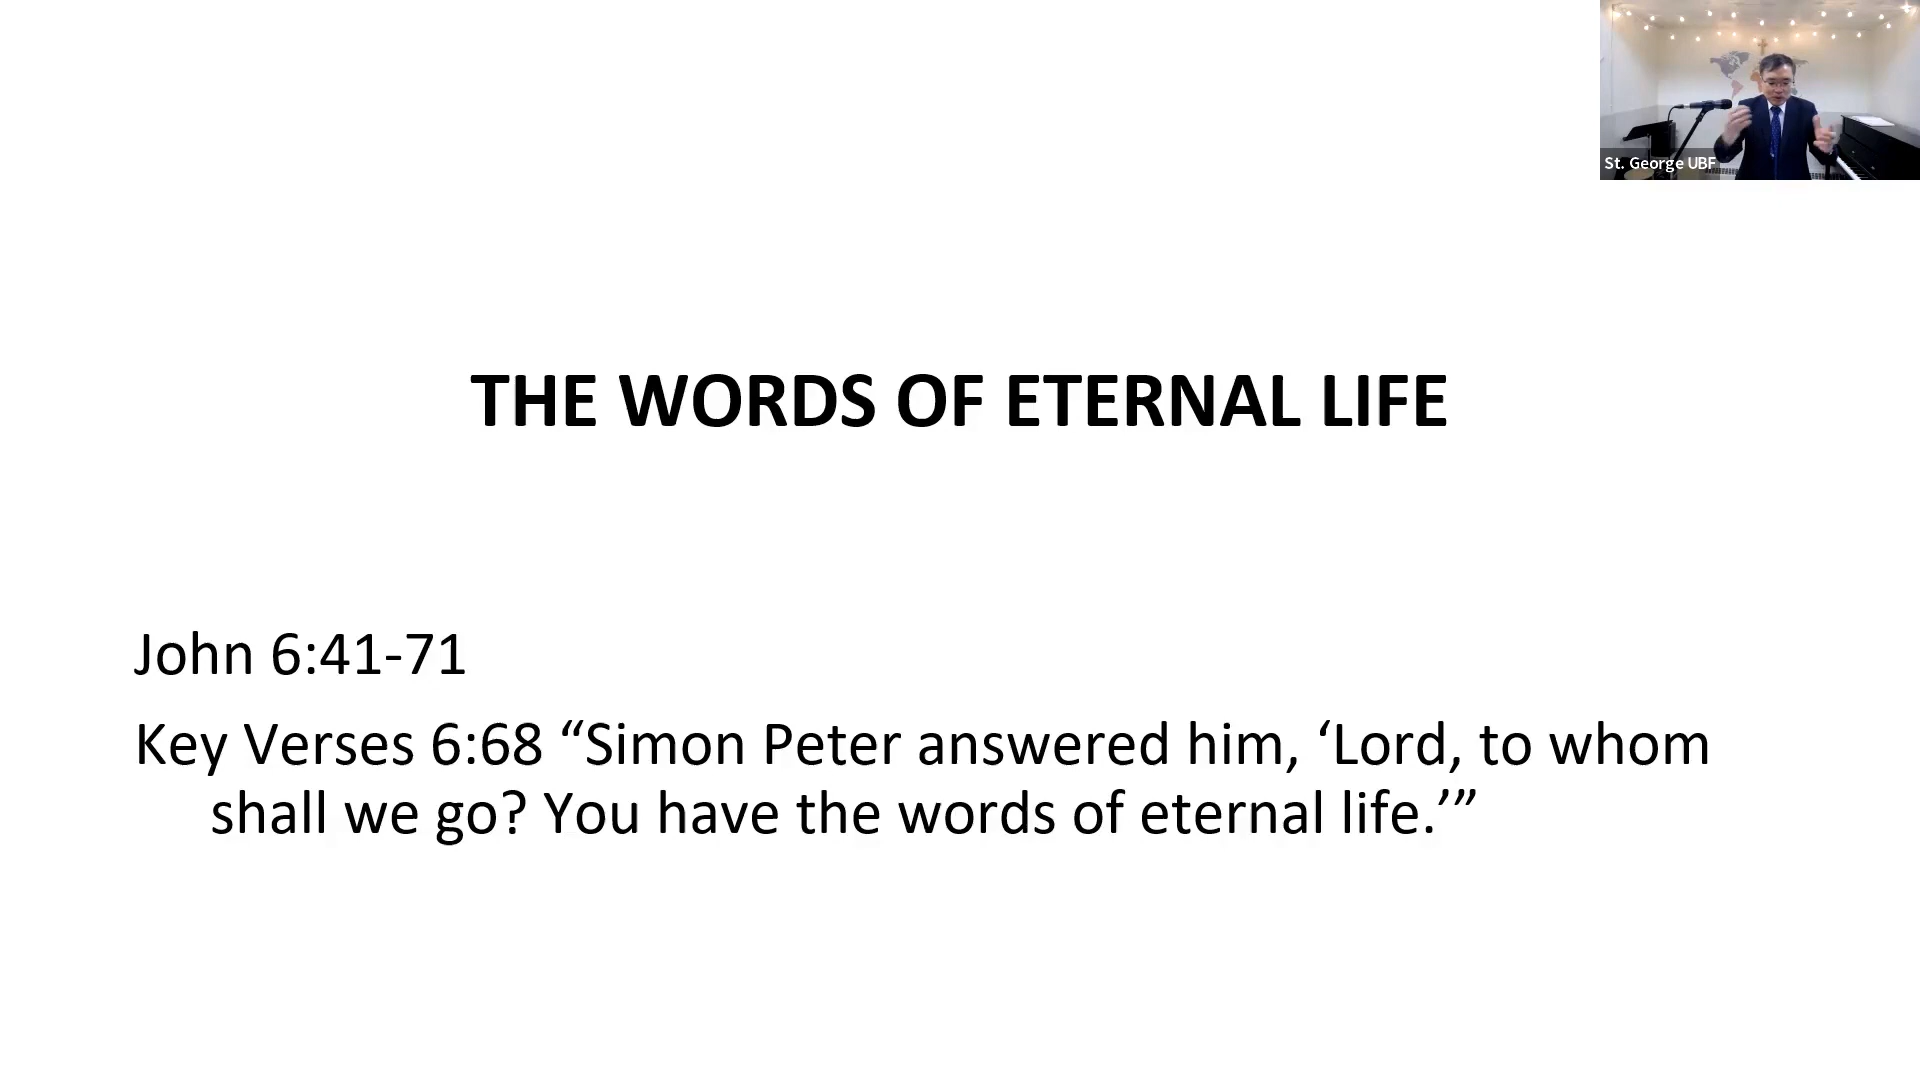 St. George UBF
THE WORDS OF ETERNAL LIFE
John 6:41-71
Key Verses 6:68 “Simon Peter answered him, ‘Lord, to whom
shall we go? You have the words of eternal life.’”